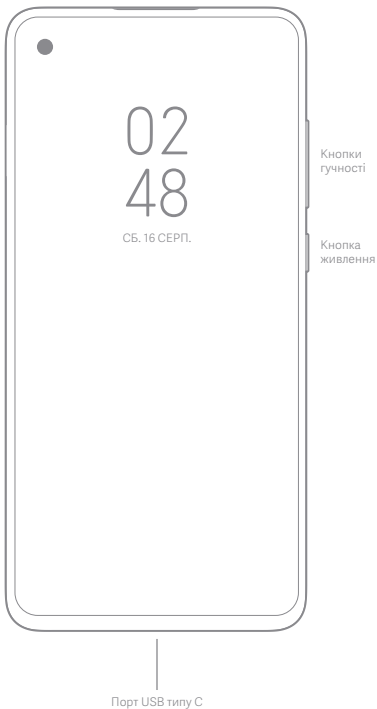 02
48
СБ. 16 СЕРП.
Кнопки
гучності
Кнопка
живлення
Порт USB типу C